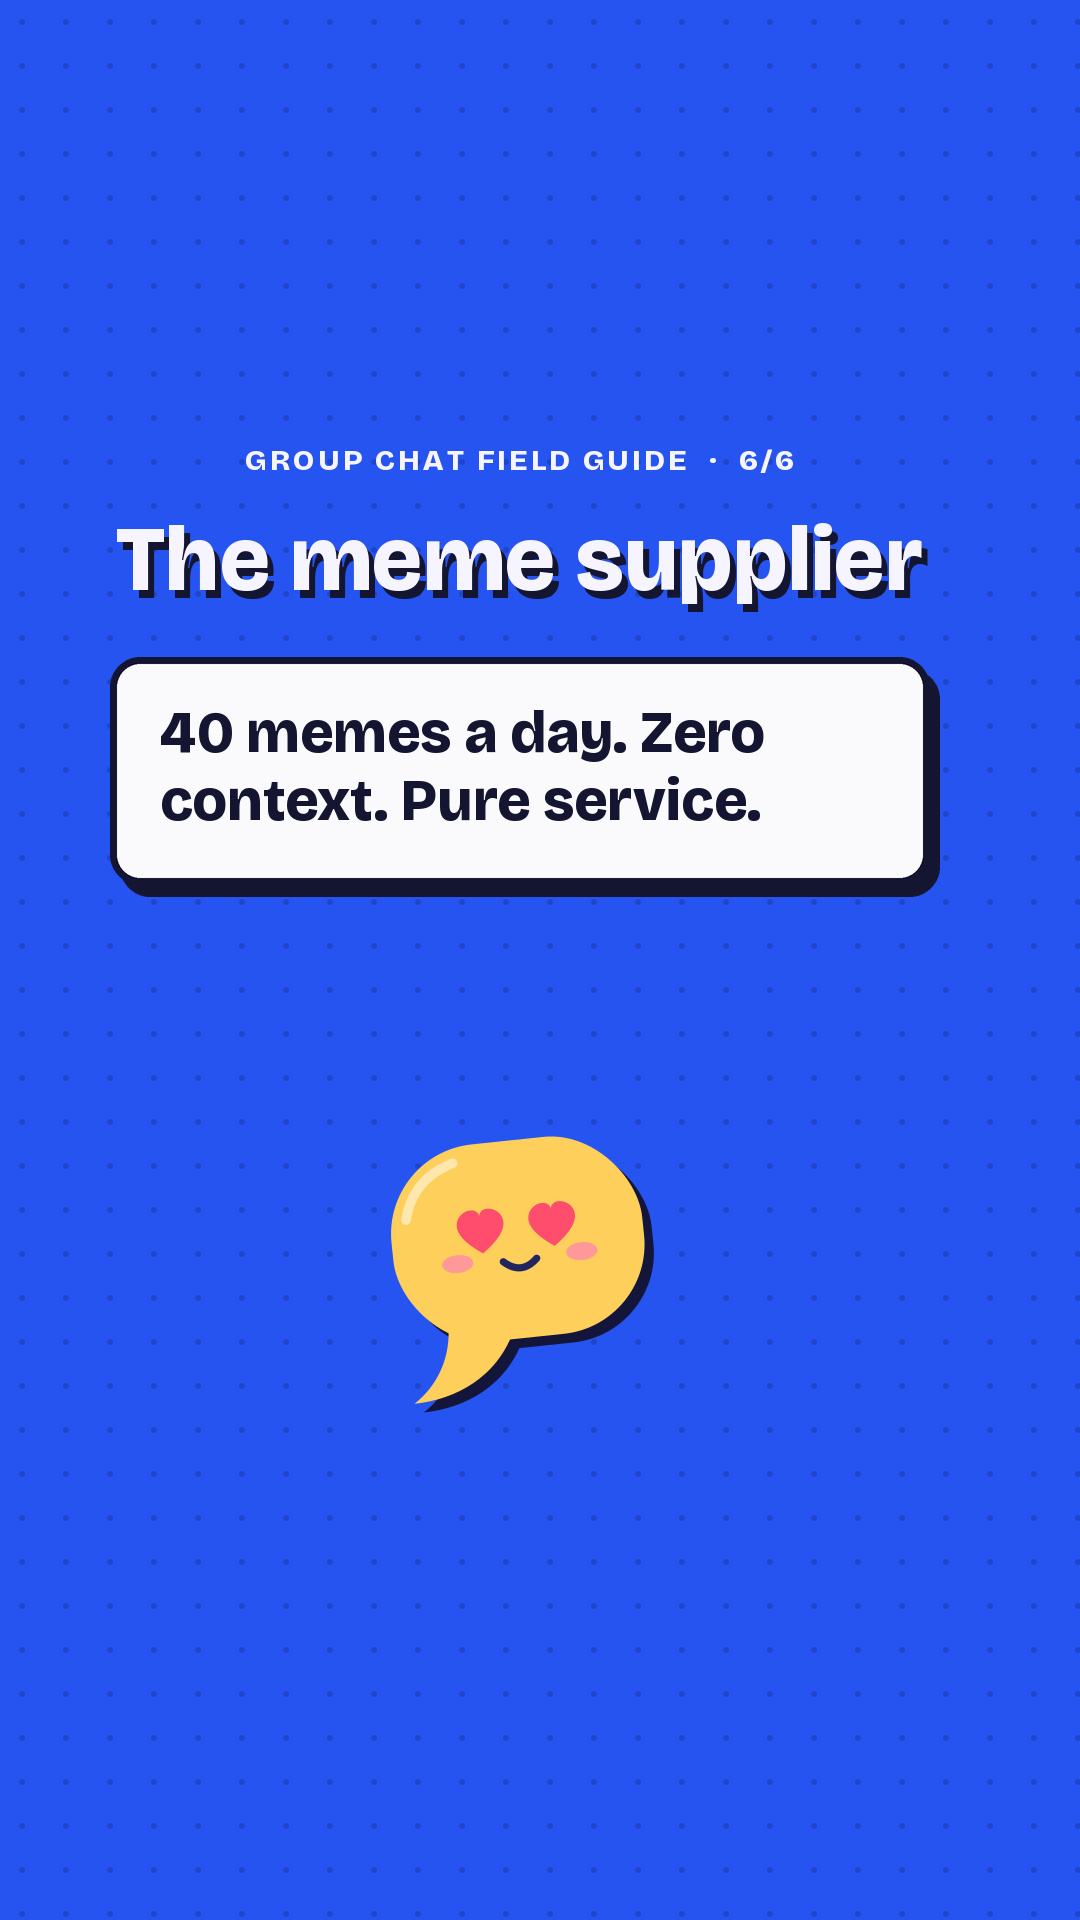 GROUP CHAT FIELD GUIDE · 6/6
The meme supplier
40 memes a day. Zero
context. Pure service.